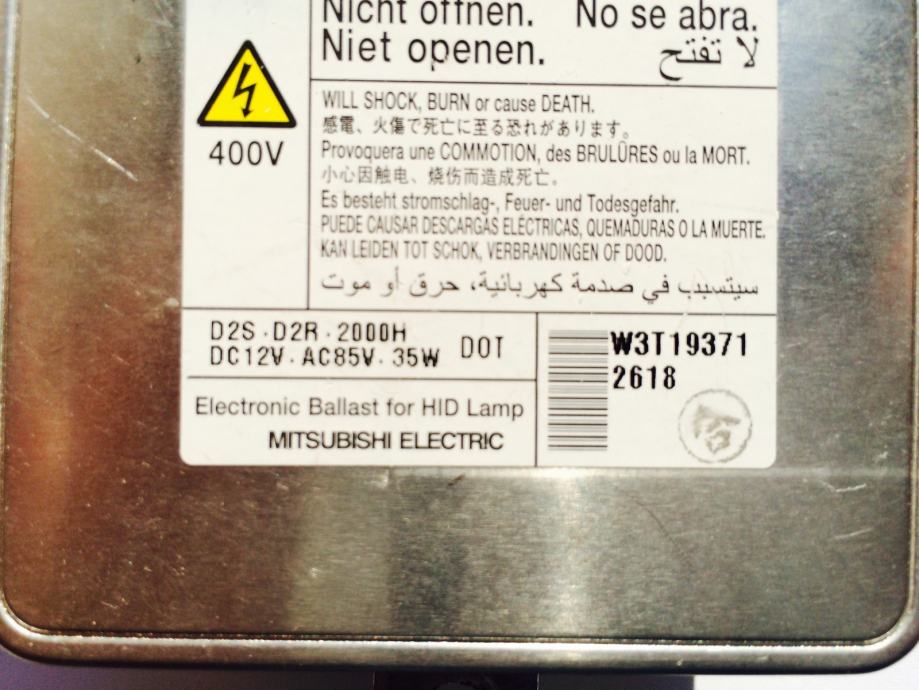 Nicht öffnen. No se abra.
Niet openen. لا تفتح
400V
WILL SHOCK, BURN or cause DEATH.
感電、火傷で死亡に至る恐れがあります。
Provoquera une COMMOTION, des BRULÛRES ou la MORT.
小心因触电、烧伤而造成死亡。
Es besteht stromschlag-, Feuer- und Todesgefahr.
PUEDE CAUSAR DESCARGAS ELÉCTRICAS, QUEMADURAS O LA MUERTE.
KAN LEIDEN TOT SCHOK, VERBRANDINGEN OF DOOD.
سيتسبب في صدمة كهربائية، حرق أو موت
D2S · D2R · 2000H
DC12V · AC85V · 35W DOT
Electronic Ballast for HID Lamp
MITSUBISHI ELECTRIC
W3T19371
2618